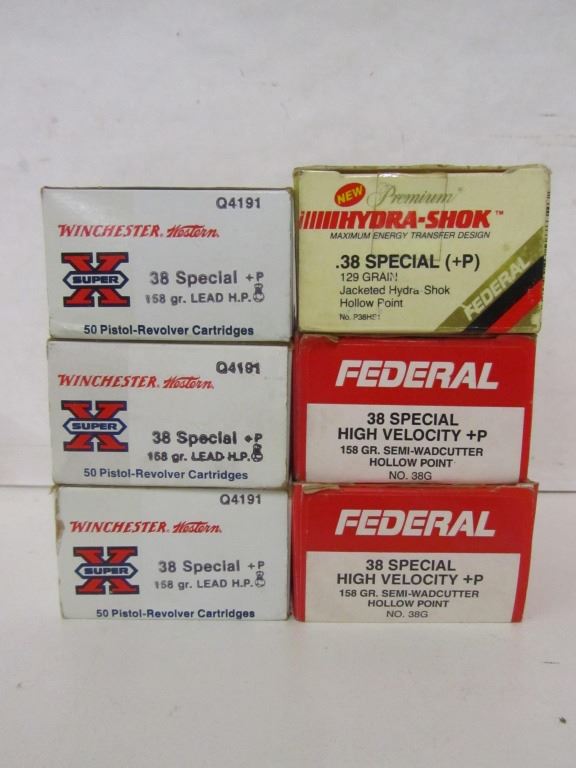 Q4191
WINCHESTER. Western.
X
SUPER
38 Special +P
158 gr. LEAD H.P.
50 Pistol-Revolver Cartridges
Q4191
WINCHESTER. Western.
X
SUPER
38 Special +P
158 gr. LEAD H.P.
50 Pistol-Revolver Cartridges
Q4191
WINCHESTER. Western.
X
SUPER
38 Special +P
158 gr. LEAD H.P.
50 Pistol-Revolver Cartridges
NEW
Premium®
HYDRA-SHOK™
MAXIMUM ENERGY TRANSFER DESIGN
.38 SPECIAL (+P)
129 GRAIN
Jacketed Hydra-Shok
Hollow Point
No. P38HS1
FEDERAL
FEDERAL
38 SPECIAL
HIGH VELOCITY +P
158 GR. SEMI-WADCUTTER
HOLLOW POINT
NO. 38G
FEDERAL
38 SPECIAL
HIGH VELOCITY +P
158 GR. SEMI-WADCUTTER
HOLLOW POINT
NO. 38G